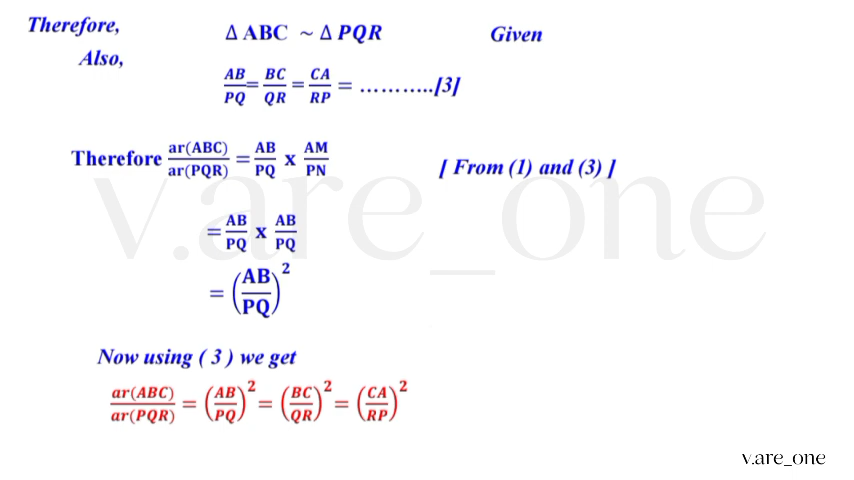 Therefore, Δ ABC ~ Δ PQR Given
Also,
AB/PQ = BC/QR = CA/RP = ………..[3]
Therefore ar(ABC)/ar(PQR) = AB/PQ x AM/PN [ From (1) and (3) ]
= AB/PQ x AB/PQ
= (AB/PQ)²
Now using ( 3 ) we get
ar(ABC)/ar(PQR) = (AB/PQ)² = (BC/QR)² = (CA/RP)²
v.are_one
v.are_one